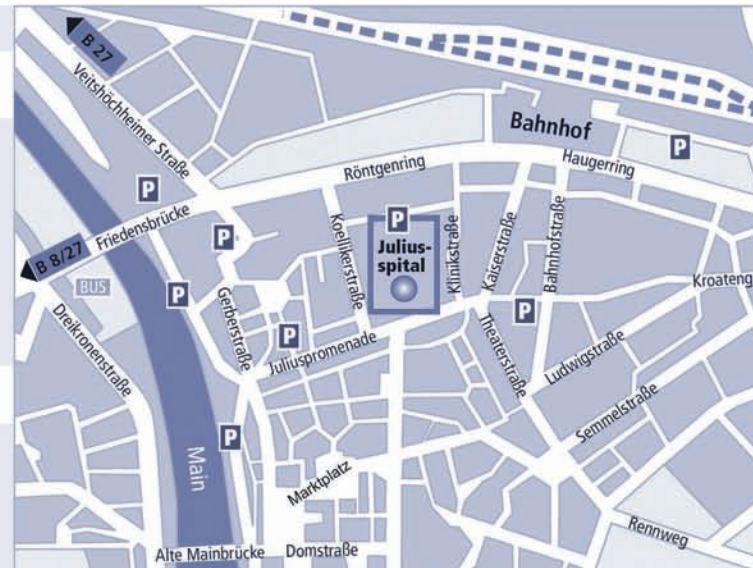 B 27
Veitshöchheimer Straße
Bahnhof
P
Haugerring
Röntgenring
P
P
Friedensbrücke
B 8/27
BUS
P
Koellikerstraße
Julius-
spital
Klinikstraße
Kaiserstraße
Bahnhofstraße
Kroateng
P
P
Gerberstraße
P
P
Juliuspromenade
Theaterstraße
Ludwigstraße
Dreikronenstraße
Semmelstraße
P
Main
Marktplatz
Rennweg
Alte Mainbrücke
Domstraße